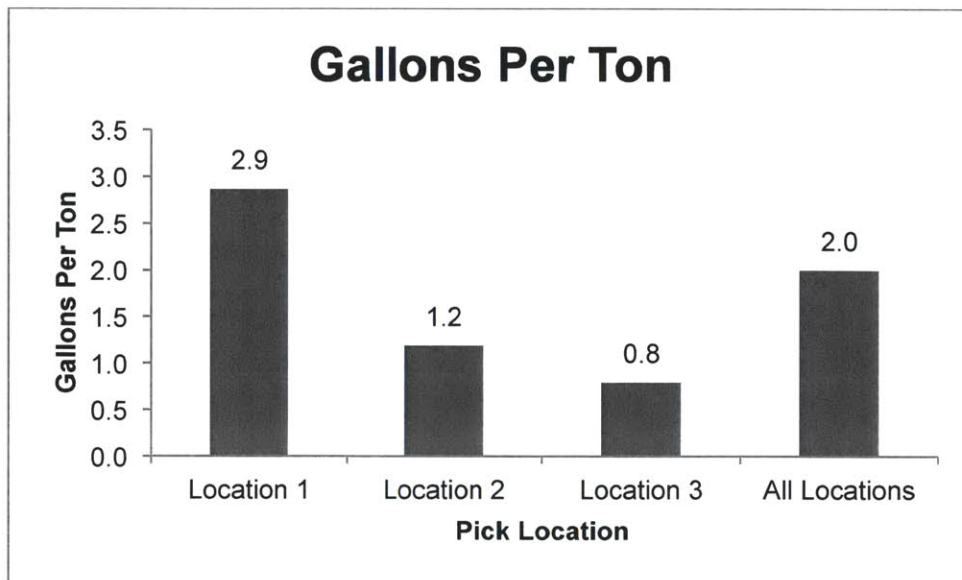 Gallons Per Ton
Gallons Per Ton
3.5
3.0
2.5
2.0
1.5
1.0
0.5
0.0
2.9
1.2
0.8
2.0
Location 1
Location 2
Location 3
All Locations
Pick Location